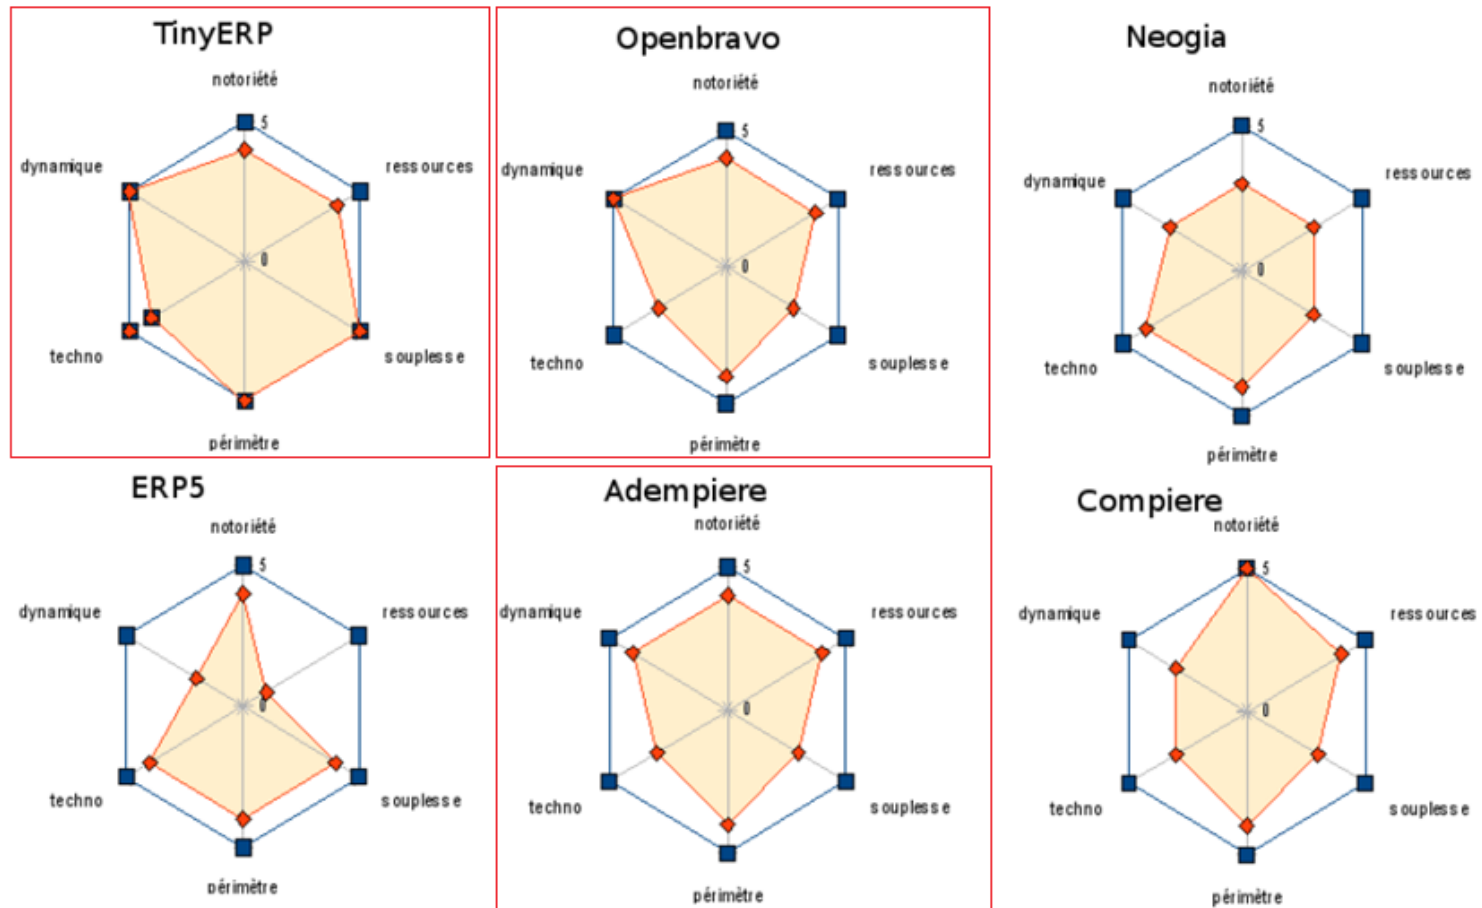 TinyERP
notoriété
5
dynamique
ressources
0
techno
souplesse
périmètre
Openbravo
notoriété
5
dynamique
ressources
0
techno
souplesse
périmètre
Neogia
notoriété
5
dynamique
ressources
0
techno
souplesse
périmètre
ERP5
notoriété
5
dynamique
ressources
0
techno
souplesse
périmètre
Adempiere
notoriété
5
dynamique
ressources
0
techno
souplesse
périmètre
Compiere
notoriété
5
dynamique
ressources
0
techno
souplesse
périmètre